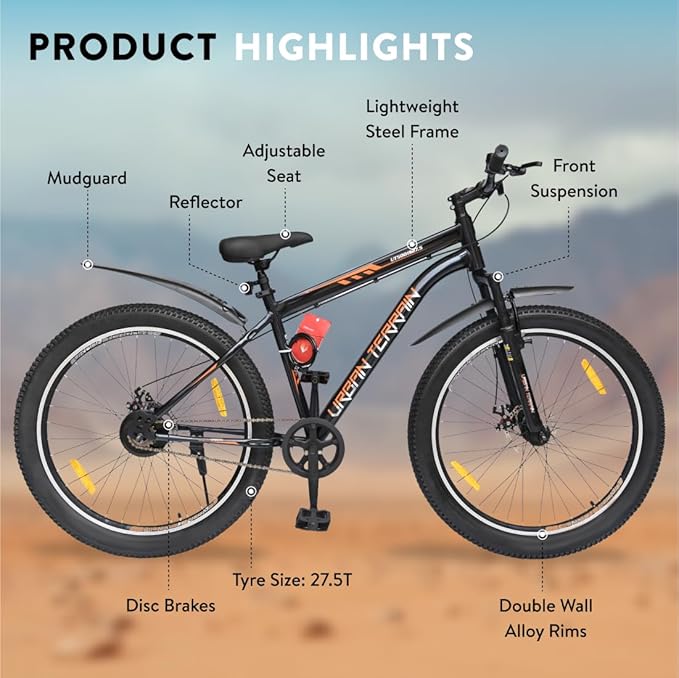 PRODUCT HIGHLIGHTS
Lightweight
Steel Frame
Adjustable
Seat
Front
Suspension
Mudguard
Reflector
URBAN TERRAIN
Tyre Size: 27.5T
Disc Brakes
Double Wall
Alloy Rims